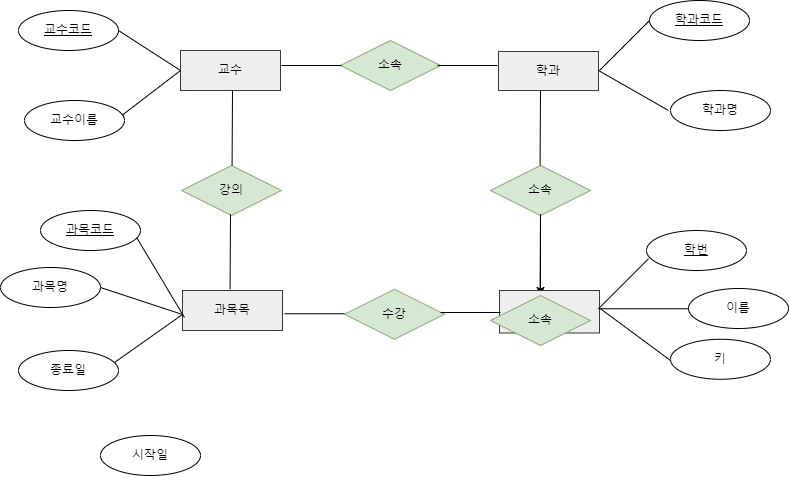 학과코드
교수코드
교수
소속
학과
학과명
교수이름
강의
소속
과목코드
학번
과목명
이름
과목목
수강
소속
키
종료일
시작일